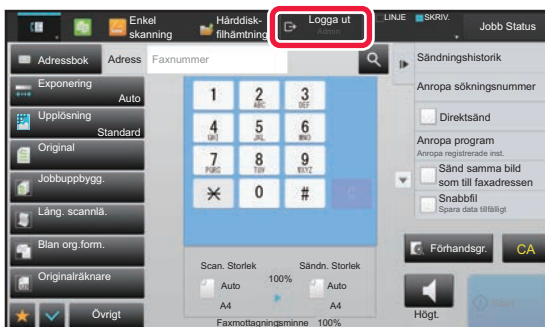 Enkel
skanning
Hårddisk-
filhämtning
Logga ut
Admin
LINJE
SKRIV.
Jobb Status
Adressbok
Adress
Faxnummer
Sändningshistorik
Exponering
Auto
Anropa sökningsnummer
Upplösning
Standard
Direktsänd
Original
Anropa program
Anropa registrerade inst.
Jobbuppbygg.
Sänd samma bild
som till faxadressen
Lång. scannlä.
Snabbfil
Spara data tillfälligt
Blan org.form.
Förhandsgr.
CA
Originalräknare
Övrigt
1
2
ABC
3
DEF
4
GHI
5
JKL
6
MNO
7
PQRS
8
TUV
9
WXYZ
0
#
C
Scan. Storlek
Sändn. Storlek
100%
Auto
Auto
A4
A4
Faxmottagningsminne 100%
Högt.
Start